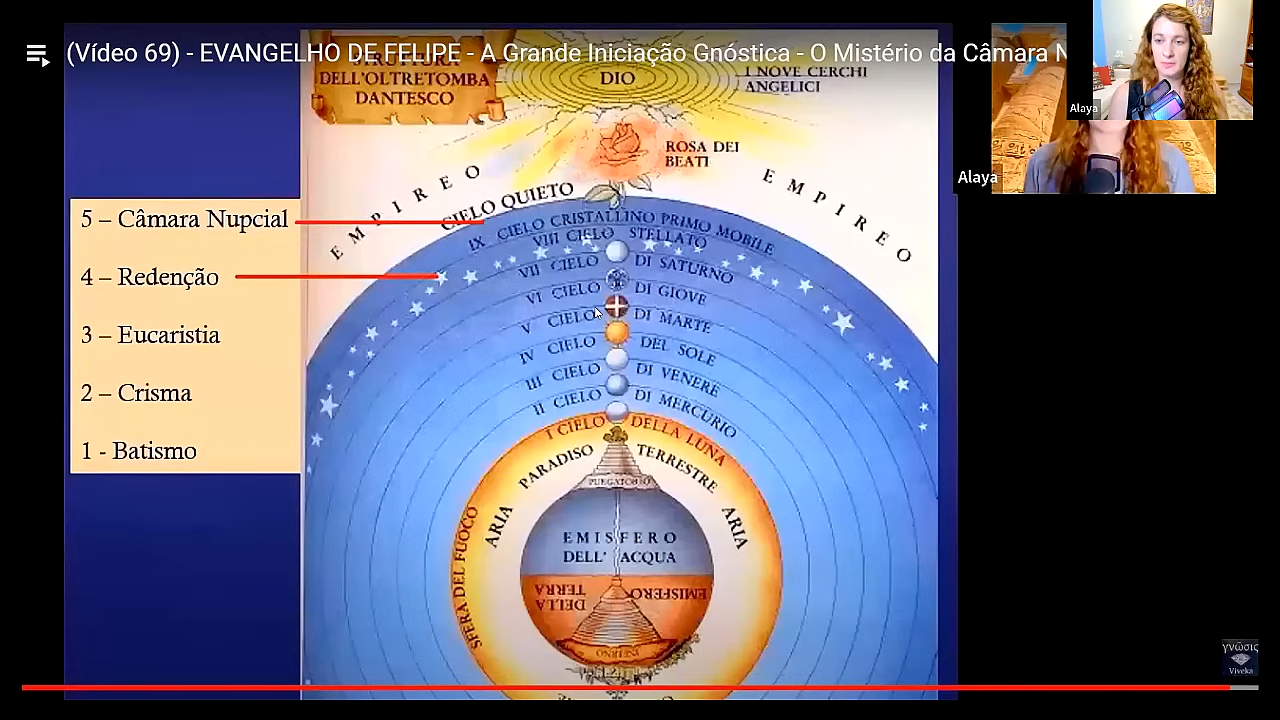 (Vídeo 69) - EVANGELHO DE FELIPE - A Grande Iniciação Gnóstica - O Mistério da Câmara N
STRUTTURA
DELL'OLTRETOMBA
DANTESCO
DIO
I NOVE CERCHI
ANGELICI
ROSA DEI
BEATI
EMPIREO
EMPIREO
CIELO QUIETO
IX CIELO CRISTALLINO PRIMO MOBILE
VIII CIELO STELLATO
VII CIELO DI SATURNO
VI CIELO DI GIOVE
V CIELO DI MARTE
IV CIELO DEL SOLE
III CIELO DI VENERE
II CIELO DI MERCURIO
I CIELO DELLA LUNA
PARADISO TERRESTRE
PURGATORIO
ARIA
ARIA
SFERA DEL FUOCO
EMISFERO
DELL' ACQUA
EMISFERO
DELLA
TERRA
INFERNO
5 – Câmara Nupcial
4 – Redenção
3 – Eucaristia
2 – Crisma
1 - Batismo
Alaya
Alaya
γνῶσις
Viveka